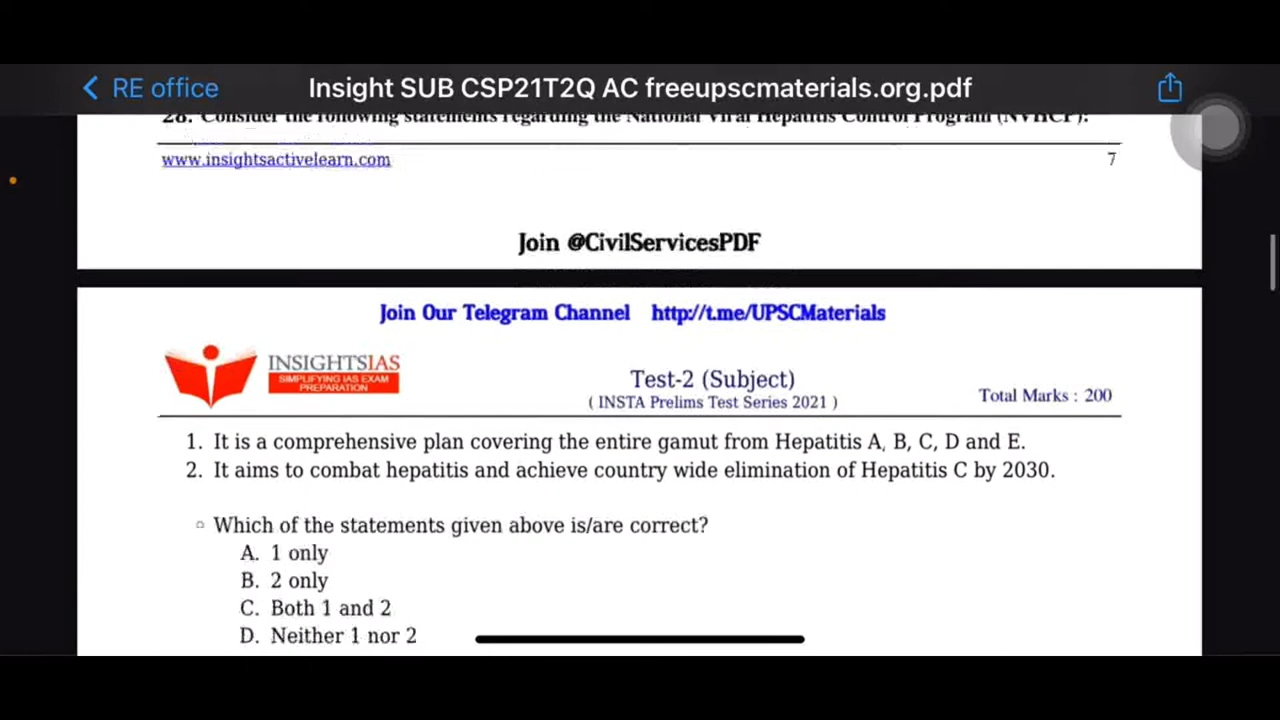 RE office
Insight SUB CSP21T2Q AC freeupscmaterials.org.pdf
28. Consider the following statements regarding the National Viral Hepatitis Control Program (NVHCP):
www.insightsactivelearn.com
7
Join @CivilServicesPDF
Join Our Telegram Channel http://t.me/UPSCMaterials
INSIGHTSIAS
SIMPLIFYING IAS EXAM
PREPARATION
Test-2 (Subject)
( INSTA Prelims Test Series 2021 )
Total Marks : 200
1. It is a comprehensive plan covering the entire gamut from Hepatitis A, B, C, D and E.
2. It aims to combat hepatitis and achieve country wide elimination of Hepatitis C by 2030.
Which of the statements given above is/are correct?
A. 1 only
B. 2 only
C. Both 1 and 2
D. Neither 1 nor 2